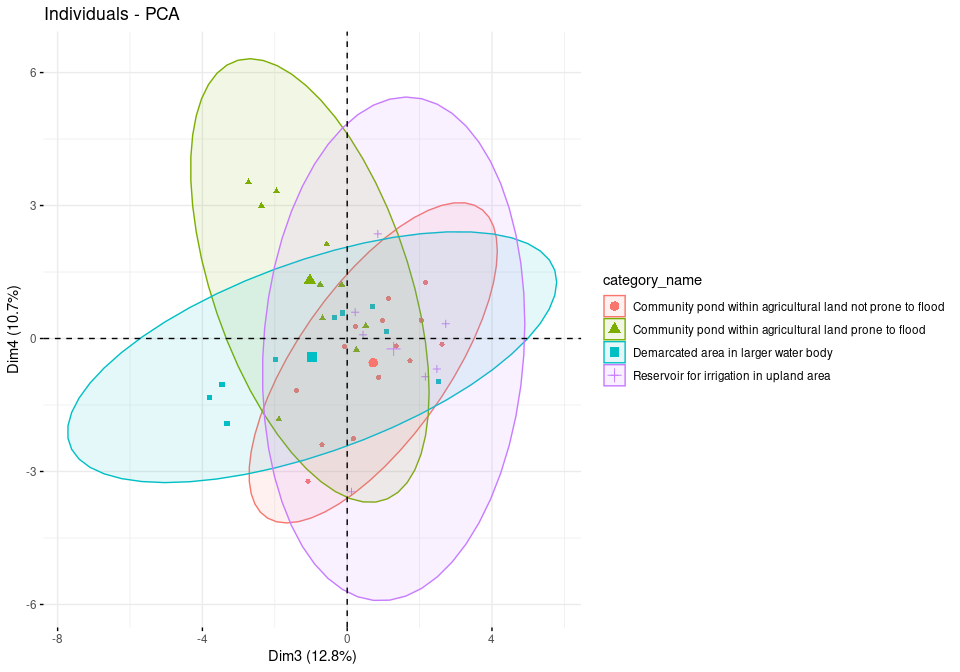 Individuals - PCA
6
3
0
-3
-6
Dim4 (10.7%)
-8
-4
0
4
Dim3 (12.8%)
category_name
Community pond within agricultural land not prone to flood
Community pond within agricultural land prone to flood
Demarcated area in larger water body
Reservoir for irrigation in upland area